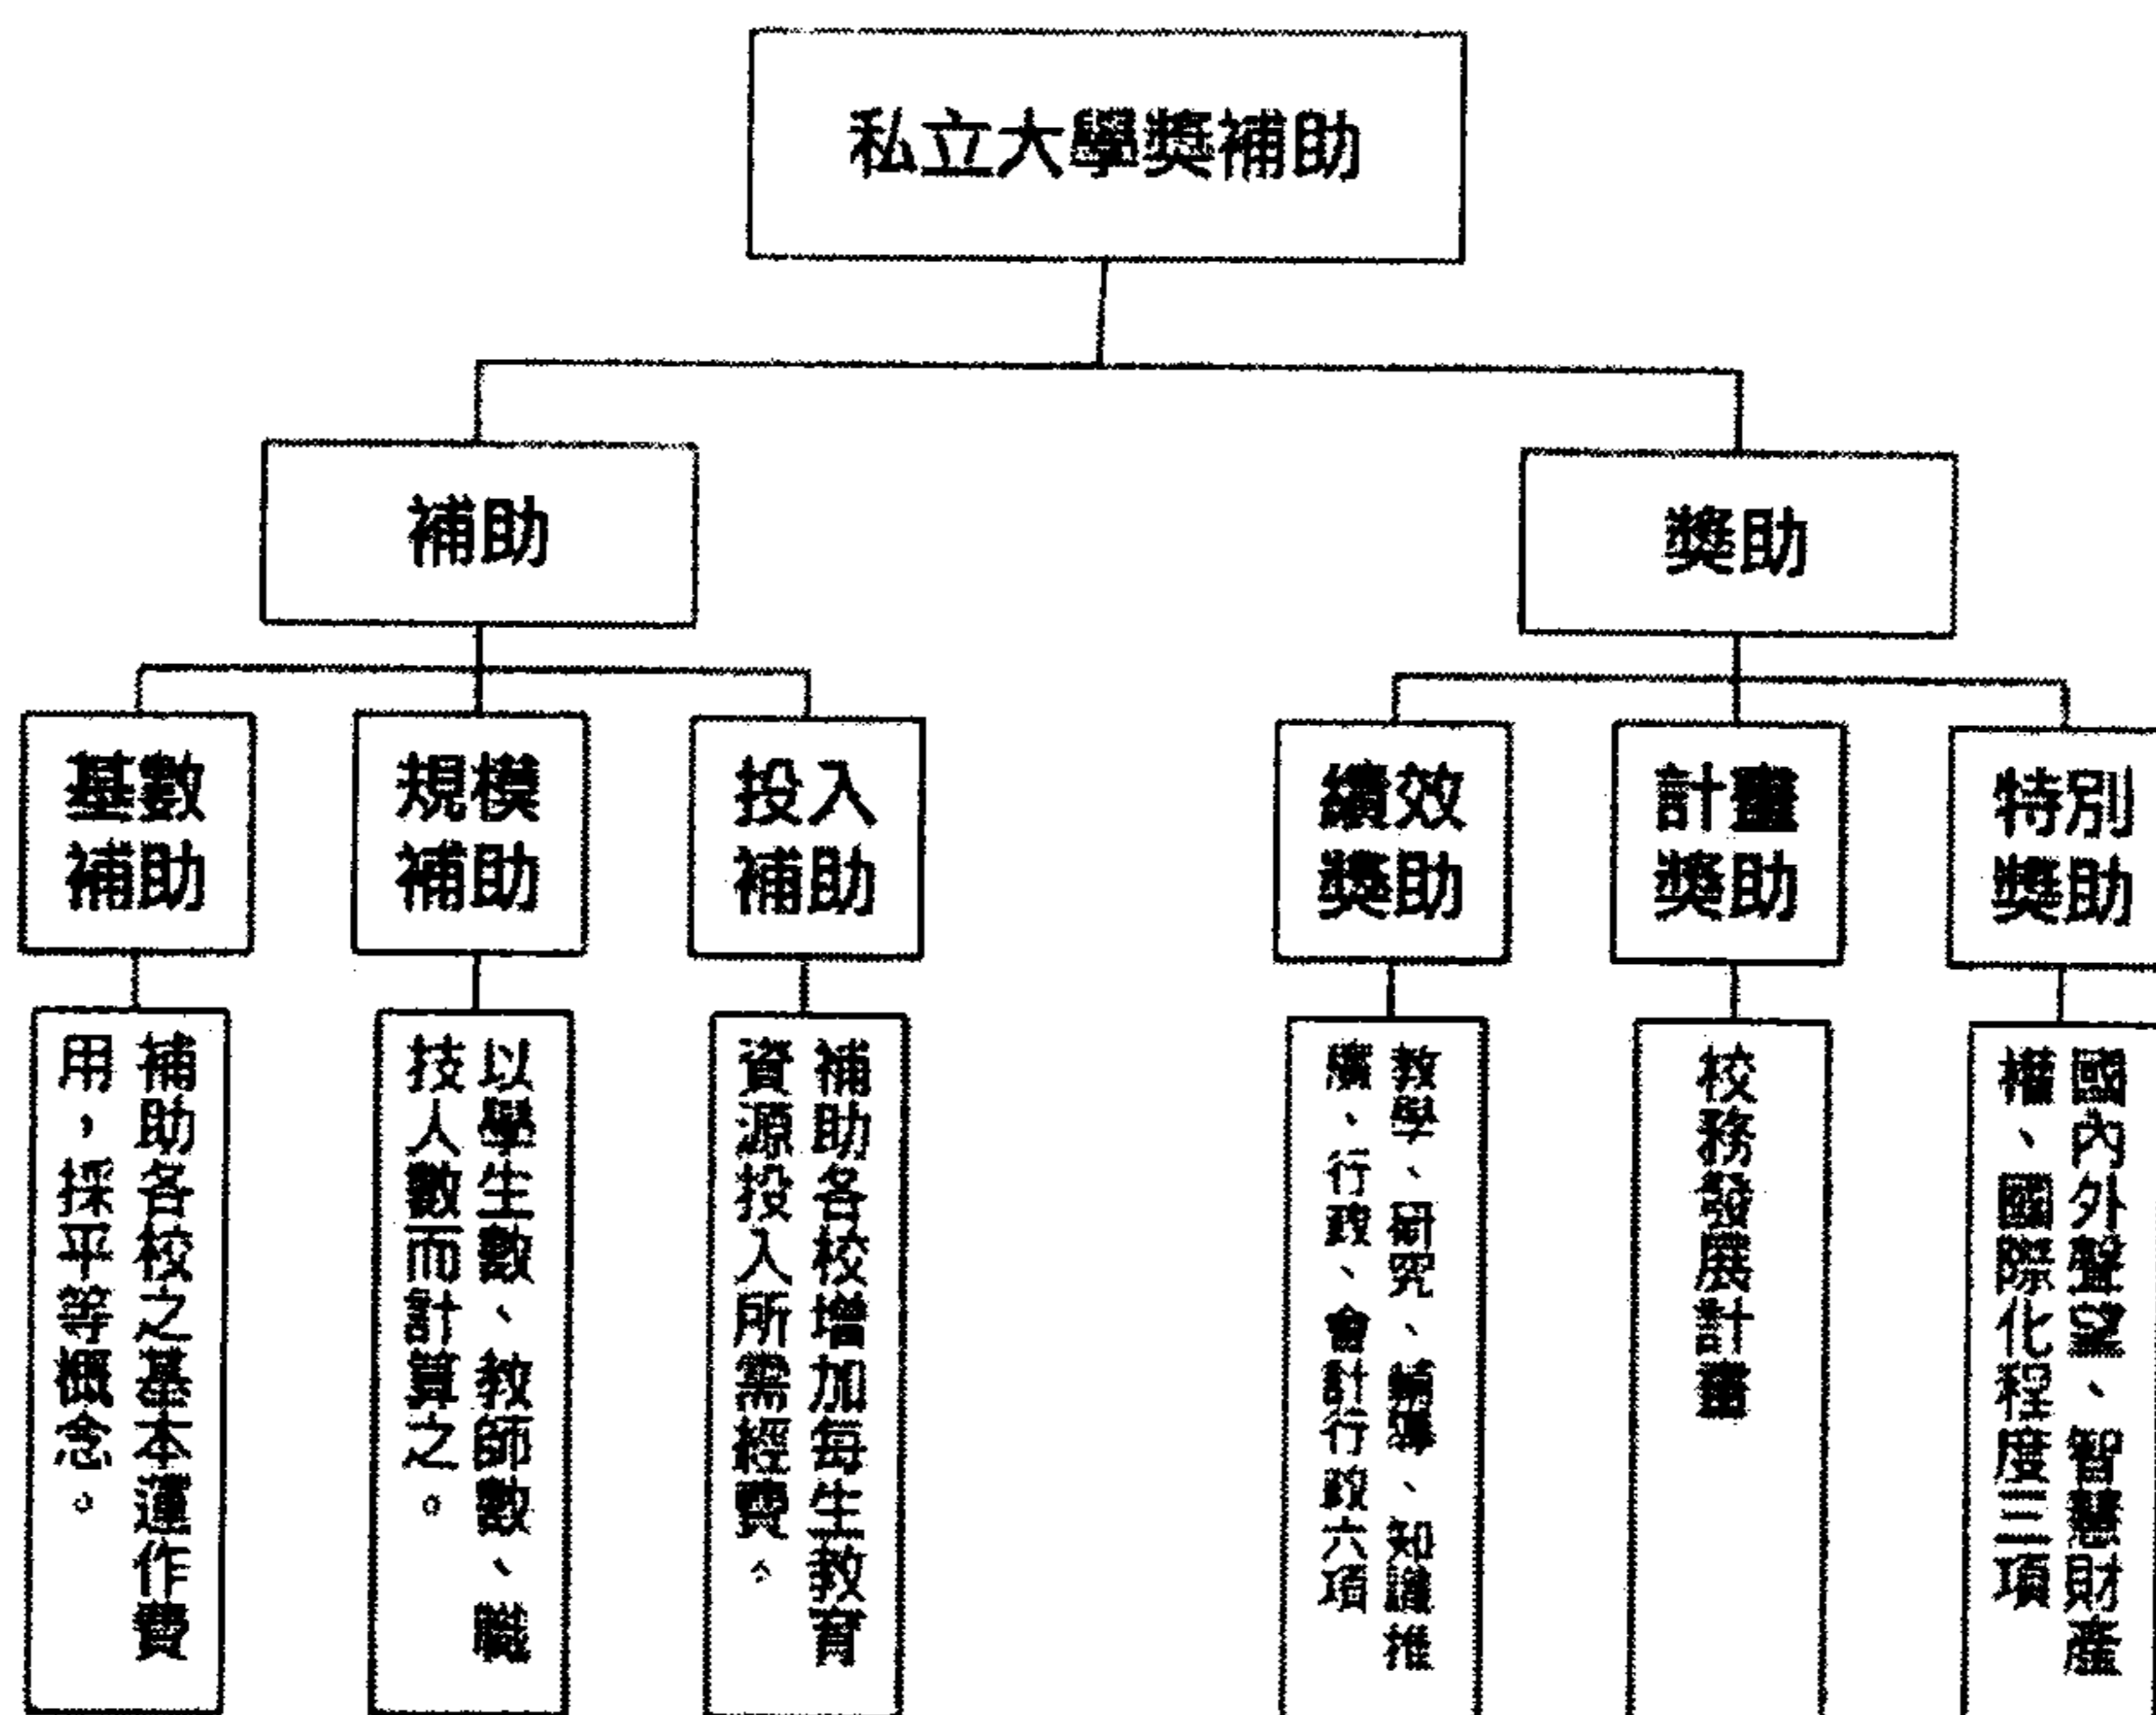 私立大學獎補助
補助
獎助
基數
補助
規模
補助
投入
補助
績效
獎助
計畫
獎助
特別
獎助
補助各校之基本運作費
用，採平等概念。
以學生數、教師數、職
技人數而計算之。
補助各校增加每生教育
資源投入所需經費。
教學、研究、輔導、知識推
廣、行政、會計行政六項
校務發展計畫
國內外聲望、智慧財產
權、國際化程度三項